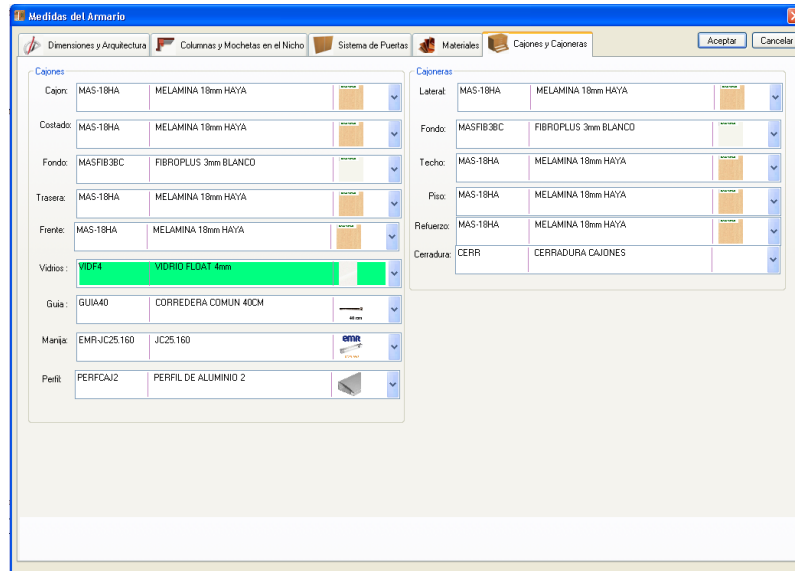 Medidas del Armario
Dimensiones y Arquitectura
Columnas y Mochetas en el Nicho
Sistema de Puertas
Materiales
Cajones y Cajoneras
Aceptar
Cancelar
Cajones
Cajon: MAS-18HA MELAMINA 18mm HAYA
Costado: MAS-18HA MELAMINA 18mm HAYA
Fondo: MASFIB3BC FIBROPLUS 3mm BLANCO
Trasera: MAS-18HA MELAMINA 18mm HAYA
Frente: MAS-18HA MELAMINA 18mm HAYA
Vidrios : VIDF4 VIDRIO FLOAT 4mm
Guia : GUIA40 CORREDERA COMUN 40CM
40 cm
Manija: EMR-JC25.160 JC25.160
EMR
Perfil: PERFCAJ2 PERFIL DE ALUMINIO 2
Cajoneras
Lateral: MAS-18HA MELAMINA 18mm HAYA
Fondo: MASFIB3BC FIBROPLUS 3mm BLANCO
Techo: MAS-18HA MELAMINA 18mm HAYA
Piso: MAS-18HA MELAMINA 18mm HAYA
Refuerzo: MAS-18HA MELAMINA 18mm HAYA
Cerradura: CERR CERRADURA CAJONES